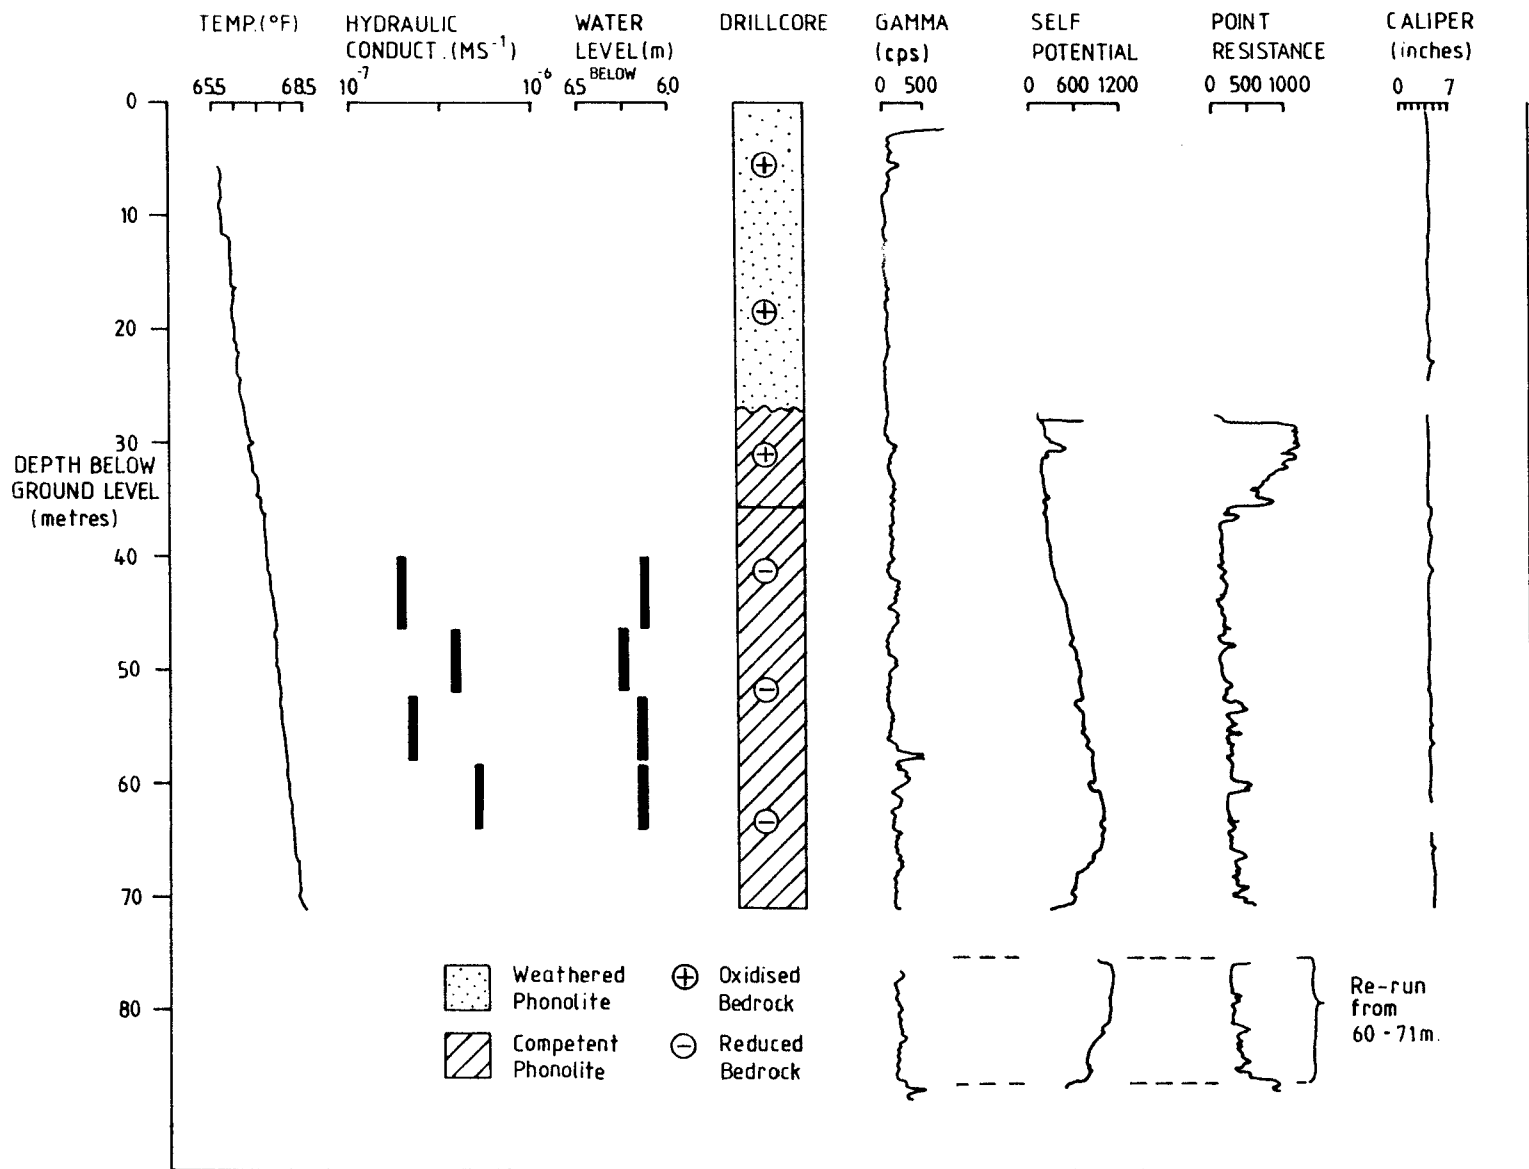 TEMP.(°F)
65.5 68.5
HYDRAULIC
CONDUCT.(MS⁻¹)
10⁻⁷ 10⁻⁶
WATER
LEVEL(m)
BELOW
6.5 6.0
DRILLCORE
GAMMA
(cps)
0 500
SELF
POTENTIAL
0 600 1200
POINT
RESISTANCE
0 500 1000
CALIPER
(inches)
0 7
0
10
20
30
DEPTH BELOW
GROUND LEVEL
(metres)
40
50
60
70
80
Weathered
Phonolite
Oxidised
Bedrock
Competent
Phonolite
Reduced
Bedrock
Re-run
from
60-71m.